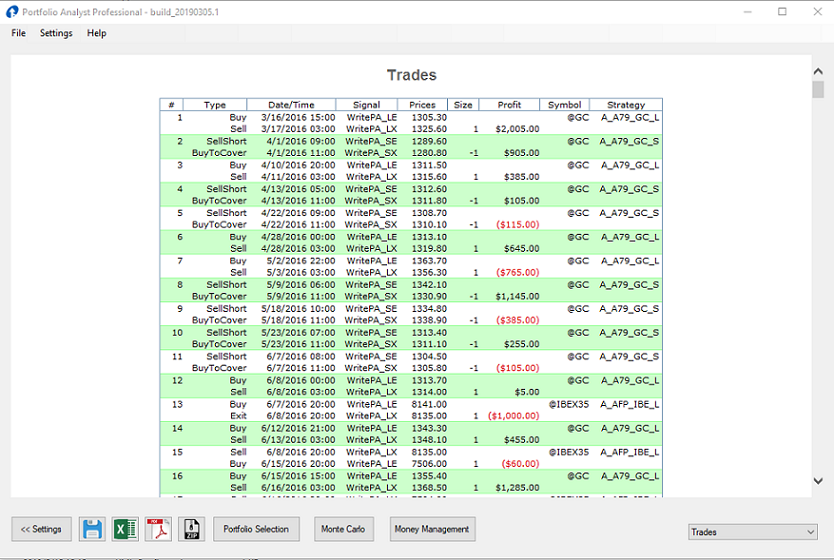 Portfolio Analyst Professional - build_20190305.1
File Settings Help
Trades
# Type Date/Time Signal Prices Size Profit Symbol Strategy
1 Buy 3/16/2016 15:00 WritePA_LE 1305.30 @GC A_A79_GC_L
Sell 3/17/2016 03:00 WritePA_LX 1325.60 1 $2,005.00
2 SellShort 4/1/2016 09:00 WritePA_SE 1289.60 @GC A_A79_GC_S
BuyToCover 4/1/2016 11:00 WritePA_SX 1280.80 -1 $905.00
3 Buy 4/10/2016 20:00 WritePA_LE 1311.50 @GC A_A79_GC_L
Sell 4/11/2016 03:00 WritePA_LX 1315.60 1 $385.00
4 SellShort 4/13/2016 05:00 WritePA_SE 1312.60 @GC A_A79_GC_S
BuyToCover 4/13/2016 11:00 WritePA_SX 1311.80 -1 $105.00
5 SellShort 4/22/2016 09:00 WritePA_SE 1308.70 @GC A_A79_GC_S
BuyToCover 4/22/2016 11:00 WritePA_SX 1310.10 -1 ($115.00)
6 Buy 4/28/2016 00:00 WritePA_LE 1313.10 @GC A_A79_GC_L
Sell 4/28/2016 03:00 WritePA_LX 1319.80 1 $645.00
7 Buy 5/2/2016 22:00 WritePA_LE 1363.70 @GC A_A79_GC_L
Sell 5/3/2016 03:00 WritePA_LX 1356.30 1 ($765.00)
8 SellShort 5/9/2016 06:00 WritePA_SE 1342.10 @GC A_A79_GC_S
BuyToCover 5/9/2016 11:00 WritePA_SX 1330.90 -1 $1,145.00
9 SellShort 5/18/2016 10:00 WritePA_SE 1334.80 @GC A_A79_GC_S
BuyToCover 5/18/2016 11:00 WritePA_SX 1338.90 -1 ($385.00)
10 SellShort 5/23/2016 07:00 WritePA_SE 1313.40 @GC A_A79_GC_S
BuyToCover 5/23/2016 11:00 WritePA_SX 1311.10 -1 $255.00
11 SellShort 6/7/2016 08:00 WritePA_SE 1304.50 @GC A_A79_GC_S
BuyToCover 6/7/2016 11:00 WritePA_SX 1305.80 -1 ($105.00)
12 Buy 6/8/2016 00:00 WritePA_LE 1313.70 @GC A_A79_GC_L
Sell 6/8/2016 03:00 WritePA_LX 1314.00 1 $5.00
13 Buy 6/7/2016 20:00 WritePA_LE 8141.00 @IBEX35 A_AFP_IBE_L
Exit 6/8/2016 20:00 WritePA_LX 8135.00 1 ($1,000.00)
14 Buy 6/12/2016 21:00 WritePA_LE 1343.30 @GC A_A79_GC_L
Sell 6/13/2016 03:00 WritePA_LX 1348.10 1 $455.00
15 Sell 6/8/2016 20:00 WritePA_LX 8135.00 @IBEX35 A_AFP_IBE_L
Buy 6/15/2016 20:00 WritePA_LE 7506.00 1 ($60.00)
16 Buy 6/15/2016 15:00 WritePA_LE 1355.40 @GC A_A79_GC_L
Sell 6/16/2016 03:00 WritePA_LX 1368.50 1 $1,285.00
<< Settings PDF ZIP Portfolio Selection Monte Carlo Money Management Trades